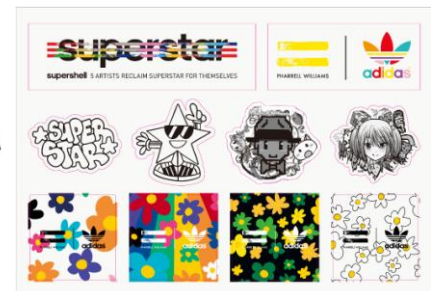 superstar
supershell 5 ARTISTS RECLAIM SUPERSTAR FOR THEMSELVES
PHARRELL WILLIAMS
adidas
SUPER
STAR
adidas
adidas
adidas
adidas